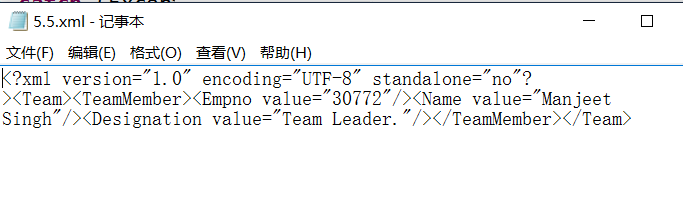 5.5.xml - 记事本
文件(F) 编辑(E) 格式(O) 查看(V) 帮助(H)
<?xml version="1.0" encoding="UTF-8" standalone="no"?
><Team><TeamMember><Empno value="30772"/><Name value="Manjeet
Singh"/><Designation value="Team Leader."/></TeamMember></Team>